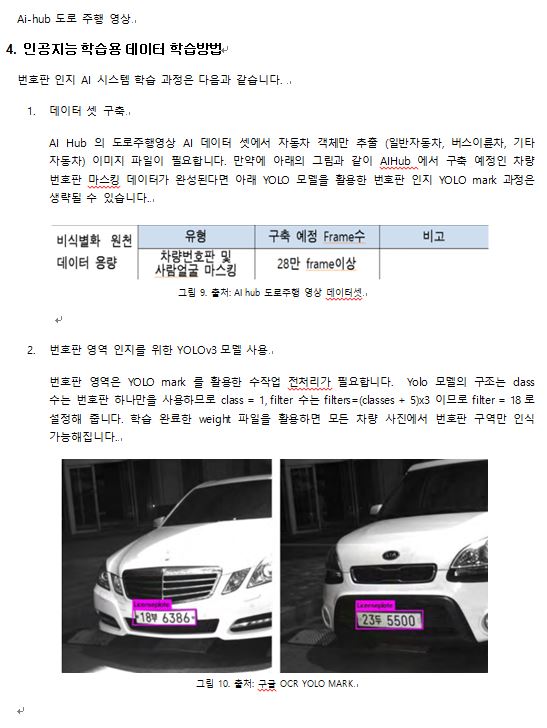 Ai-hub 도로 주행 영상.
4. 인공지능 학습용 데이터 학습방법
번호판 인지 AI 시스템 학습 과정은 다음과 같습니다. .
1. 데이터 셋 구축.
AI Hub 의 도로주행영상 AI 데이터 셋에서 자동차 객체만 추출 (일반자동차, 버스이륜차, 기타
자동차) 이미지 파일이 필요합니다. 만약에 아래의 그림과 같이 AIHub 에서 구축 예정인 차량
번호판 마스킹 데이터가 완성된다면 아래 YOLO 모델을 활용한 번호판 인지 YOLO mark 과정은
생략될 수 있습니다..
비식별화 원천 데이터 용량
유형 구축 예정 Frame수 비고
차량번호판 및 사람얼굴 마스킹 28만 frame이상
그림 9. 출처: AI hub 도로주행 영상 데이터셋.
2. 번호판 영역 인지를 위한 YOLOv3 모델 사용.
번호판 영역은 YOLO mark 를 활용한 수작업 전처리가 필요합니다. Yolo 모델의 구조는 class
수는 번호판 하나만을 사용하므로 class = 1, filter 수는 filters=(classes + 5)x3 이므로 filter = 18 로
설정해 줍니다. 학습 완료한 weight 파일을 활용하면 모든 차량 사진에서 번호판 구역만 인식
가능해집니다..
Licenseplate
18부 6386
Licenseplate
23두 5500
그림 10. 출처: 구글 OCR YOLO MARK.